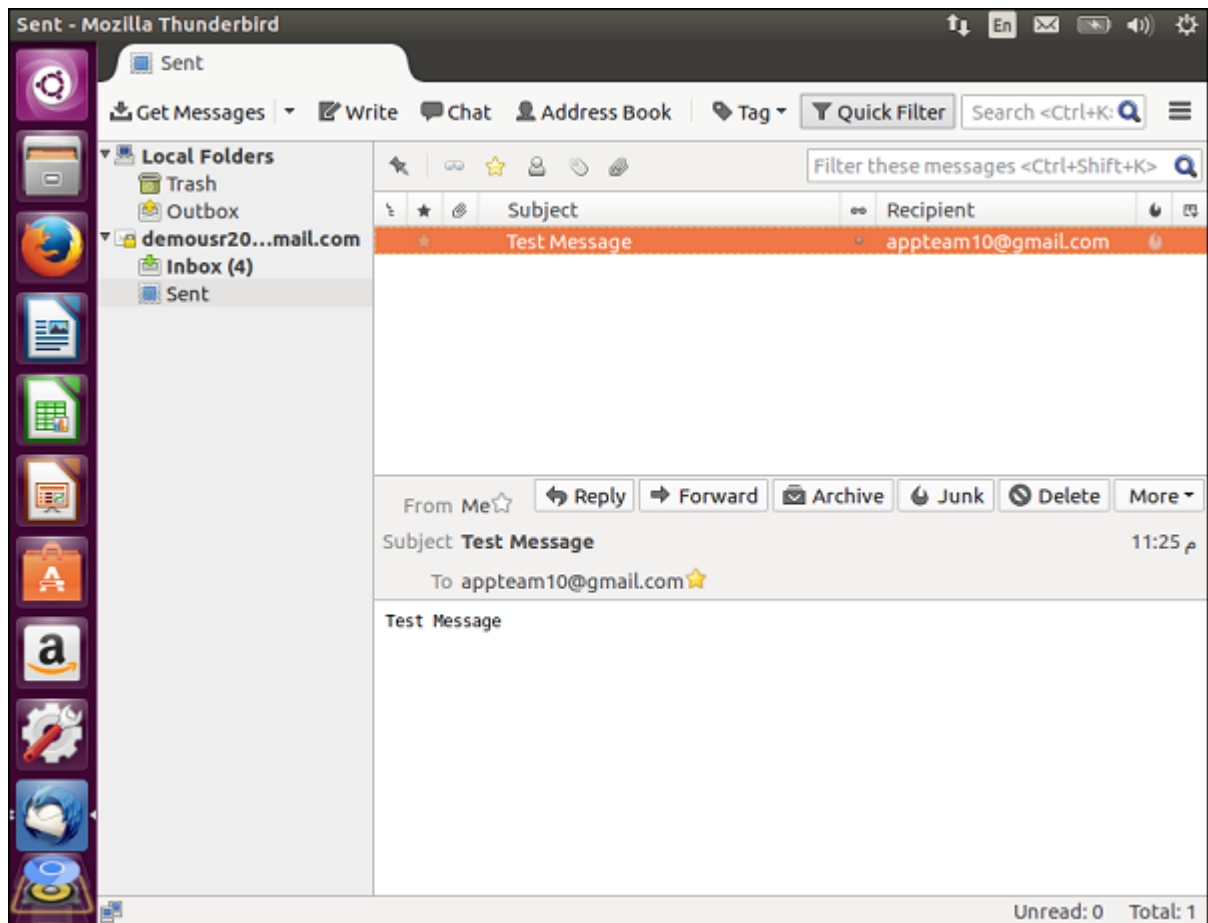 Sent - Mozilla Thunderbird
En
Sent
Get Messages Write Chat Address Book Tag Quick Filter Search <Ctrl+K>
Local Folders
Trash
Outbox
demousr20...mail.com
Inbox (4)
Sent
Filter these messages <Ctrl+Shift+K>
Subject Recipient
Test Message appteam10@gmail.com
From Me Reply Forward Archive Junk Delete More
Subject Test Message 11:25 م
To appteam10@gmail.com
Test Message
a
Unread: 0 Total: 1